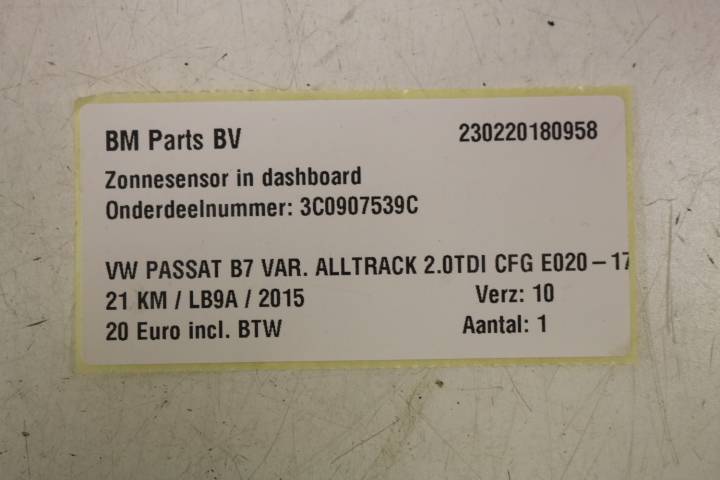 BM Parts BV 230220180958
Zonnesensor in dashboard
Onderdeelnummer: 3C0907539C
VW PASSAT B7 VAR. ALLTRACK 2.0TDI CFG E020-17
21 KM / LB9A / 2015 Verz: 10
20 Euro incl. BTW Aantal: 1